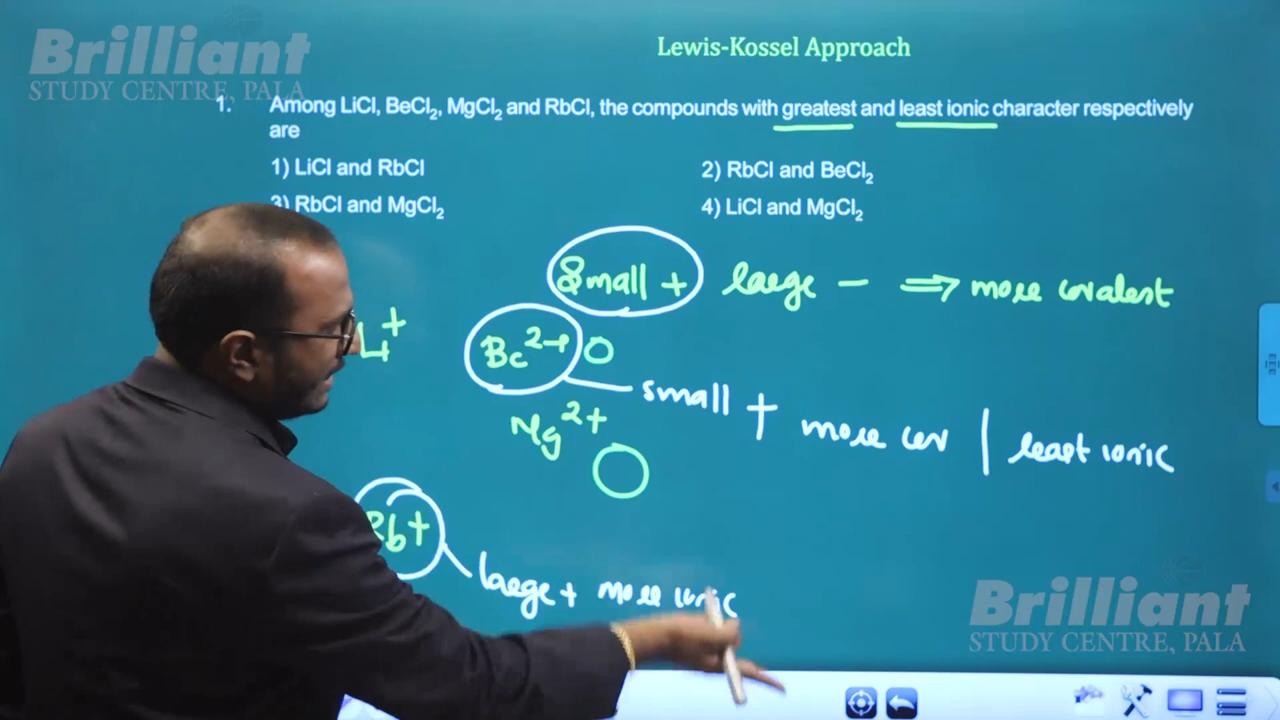 Brilliant
STUDY CENTRE, PALA
Lewis-Kossel Approach
1. Among LiCl, BeCl₂, MgCl₂ and RbCl, the compounds with greatest and least ionic character respectively
are
1) LiCl and RbCl
2) RbCl and BeCl₂
3) RbCl and MgCl₂
4) LiCl and MgCl₂
Small + large - ⇒ more covalent
Be²⁺
small + more cov | least ionic
Mg²⁺
Rb+
large + more ionic
Brilliant
STUDY CENTRE, PALA